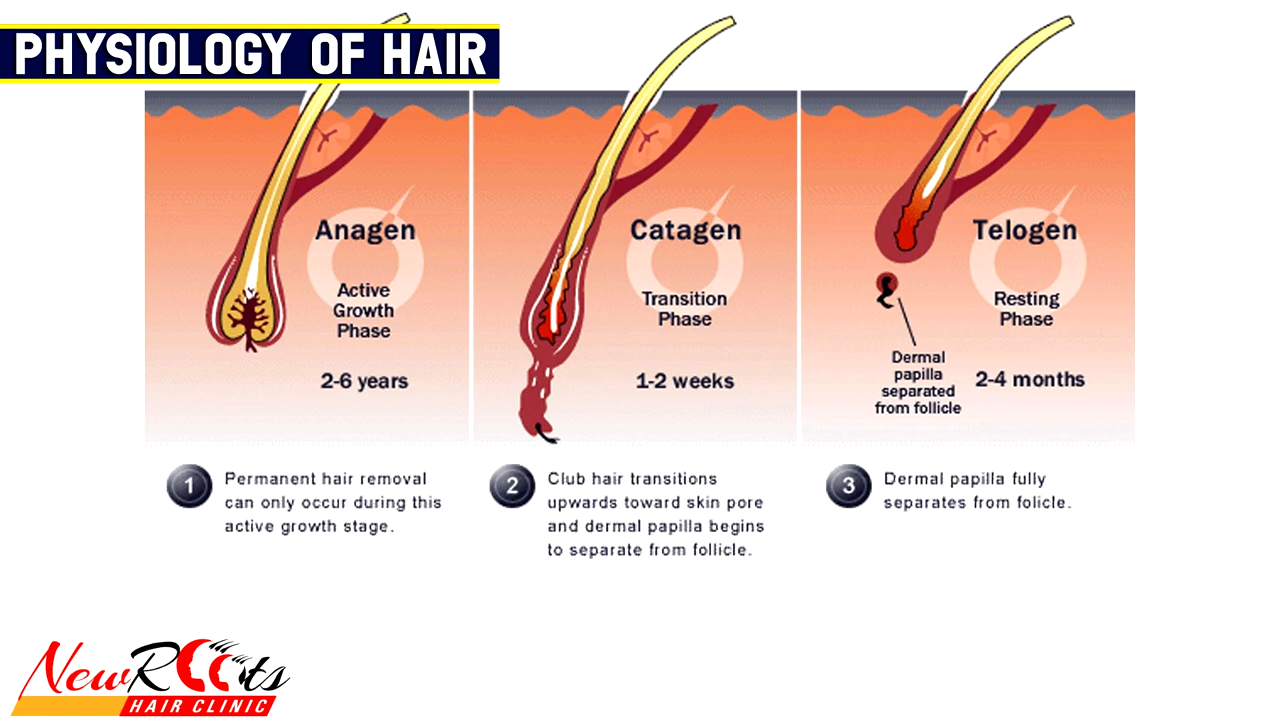 PHYSIOLOGY OF HAIR
Anagen
Active
Growth
Phase
2-6 years
Catagen
Transition
Phase
1-2 weeks
Telogen
Resting
Phase
2-4 months
Dermal
papilla
separated
from follicle
1
Permanent hair removal
can only occur during this
active growth stage.
2
Club hair transitions
upwards toward skin pore
and dermal papilla begins
to separate from follicle.
3
Dermal papilla fully
separates from folicle.
NewRoots
HAIR CLINIC